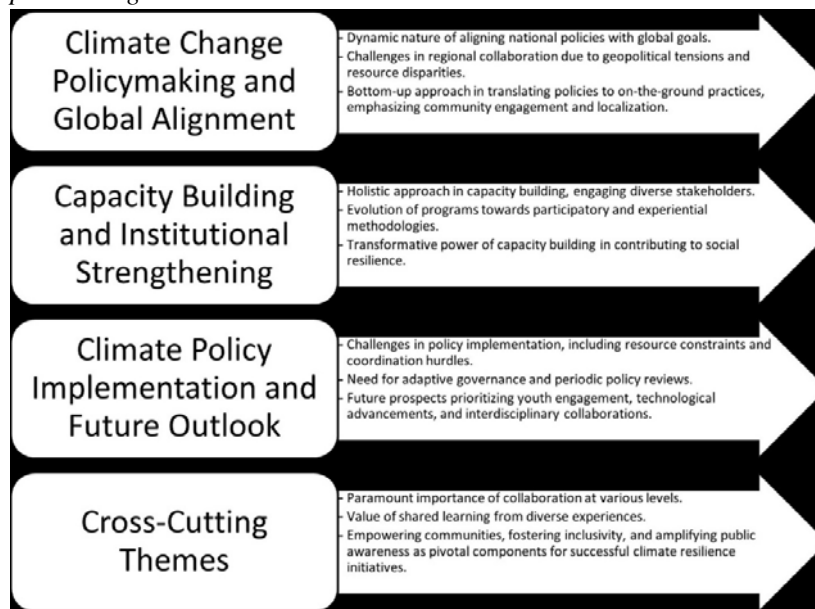 Climate Change
Policymaking and
Global Alignment
- Dynamic nature of aligning national policies with global goals.
- Challenges in regional collaboration due to geopolitical tensions and
resource disparities.
- Bottom-up approach in translating policies to on-the-ground practices,
emphasizing community engagement and localization.
Capacity Building
and Institutional
Strengthening
- Holistic approach in capacity building, engaging diverse stakeholders.
- Evolution of programs towards participatory and experiential
methodologies.
- Transformative power of capacity building in contributing to social
resilience.
Climate Policy
Implementation and
Future Outlook
- Challenges in policy implementation, including resource constraints and
coordination hurdles.
- Need for adaptive governance and periodic policy reviews.
- Future prospects prioritizing youth engagement, technological
advancements, and interdisciplinary collaborations.
Cross-Cutting
Themes
- Paramount importance of collaboration at various levels.
- Value of shared learning from diverse experiences.
- Empowering communities, fostering inclusivity, and amplifying public
awareness as pivotal components for successful climate resilience
initiatives.